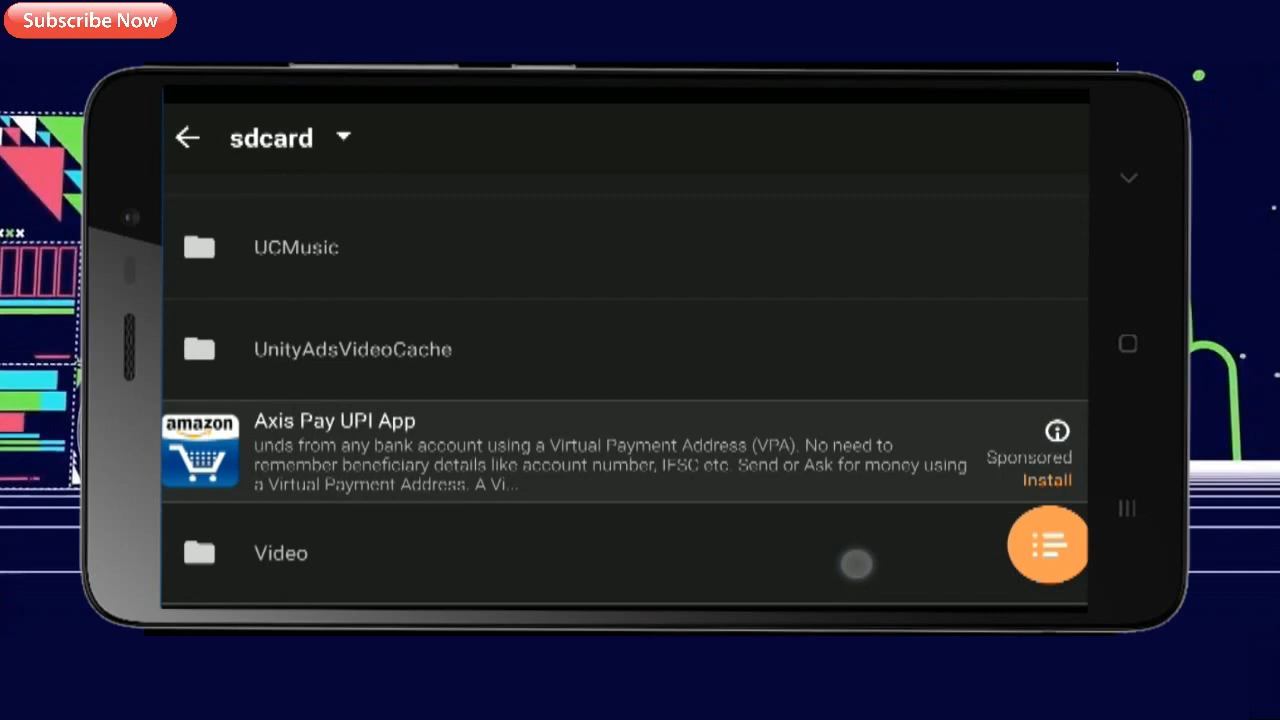 Subscribe Now
sdcard
UCMusic
UnityAdsVideoCache
amazon
Axis Pay UPI App
unds from any bank account using a Virtual Payment Address (VPA). No need to
remember beneficiary details like account number, IFSC etc. Send or Ask for money using
a Virtual Payment Address. A Vi...
Sponsored
Install
Video